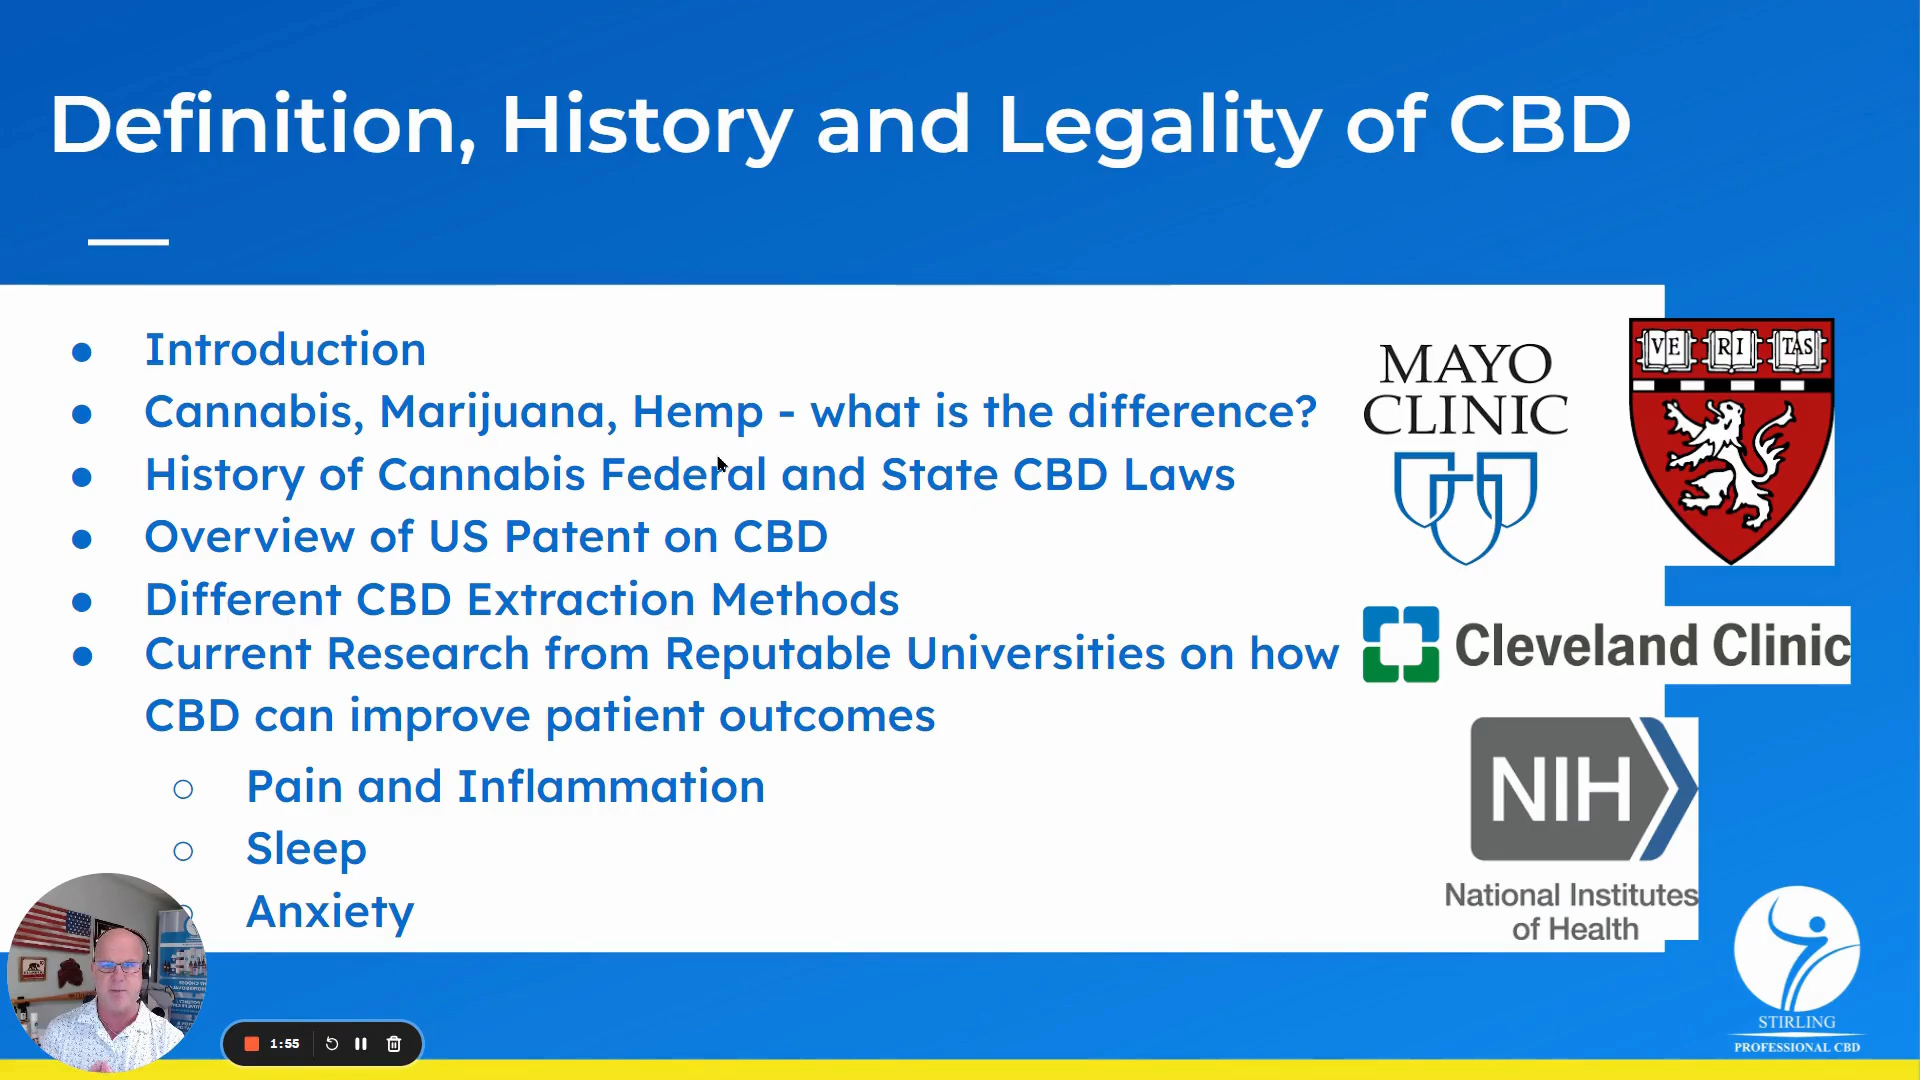 Definition, History and Legality of CBD
● Introduction
● Cannabis, Marijuana, Hemp - what is the difference?
● History of Cannabis Federal and State CBD Laws
● Overview of US Patent on CBD
● Different CBD Extraction Methods
● Current Research from Reputable Universities on how
CBD can improve patient outcomes
○ Pain and Inflammation
○ Sleep
○ Anxiety
MAYO
CLINIC
VE RI TAS
Cleveland Clinic
NIH
National Institutes
of Health
STIRLING
PROFESSIONAL CBD
1:55